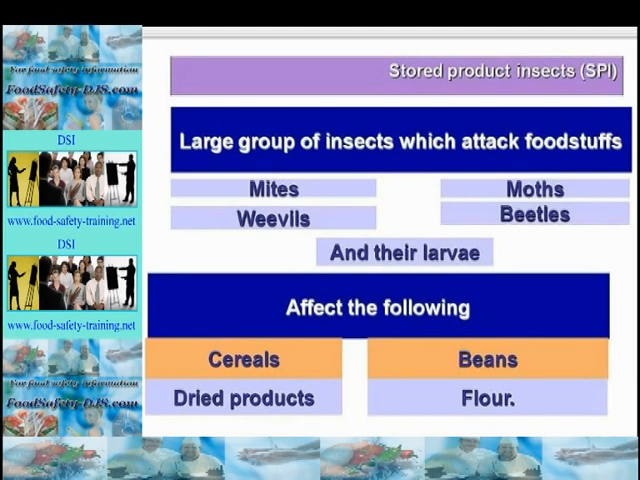 For food safety information
FoodSafety-DJS.com
DSI
www.food-safety-training.net
DSI
www.food-safety-training.net
For food safety information
FoodSafety-DJS.com
Stored product insects (SPI)
Large group of insects which attack foodstuffs
Mites
Moths
Weevils
Beetles
And their larvae
Affect the following
Cereals
Beans
Dried products
Flour.